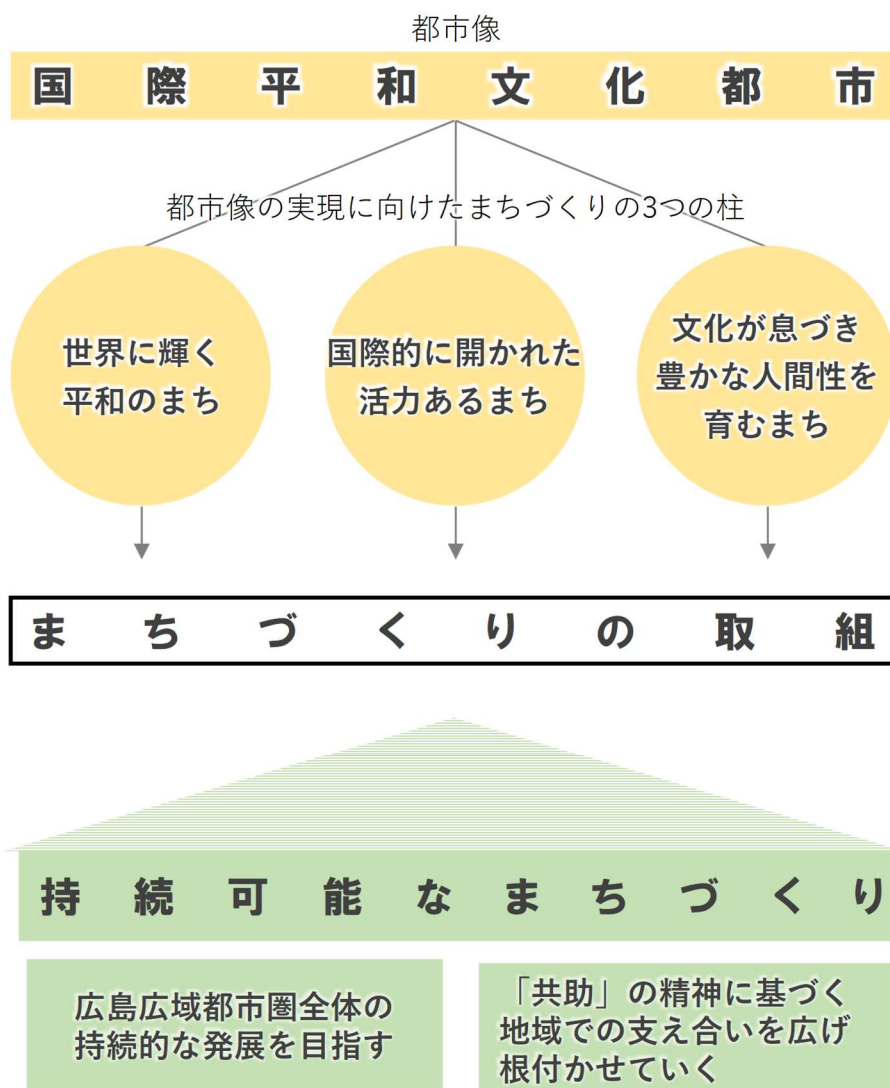 都市像
国際平和文化都市
都市像の実現に向けたまちづくりの3つの柱
世界に輝く
平和のまち
国際的に開かれた
活力あるまち
文化が息づき
豊かな人間性を
育むまち
まちづくりの取組
持続可能なまちづくり
広島広域都市圏全体の
持続的な発展を目指す
「共助」の精神に基づく
地域での支え合いを広げ
根付かせていく